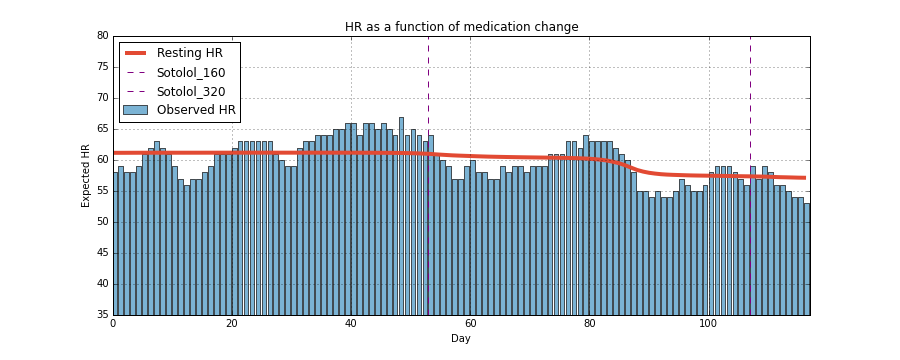 HR as a function of medication change
Resting HR
Sotolol_160
Sotolol_320
Observed HR
Expected HR
80
75
70
65
60
55
50
45
40
35
0
20
40
60
80
100
Day